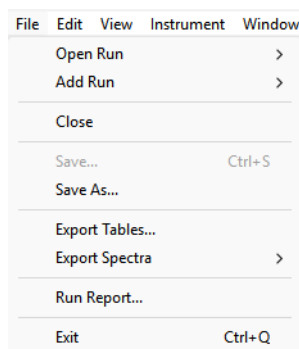 File Edit View Instrument Window
Open Run >
Add Run >
Close
Save... Ctrl+S
Save As...
Export Tables...
Export Spectra >
Run Report...
Exit Ctrl+Q